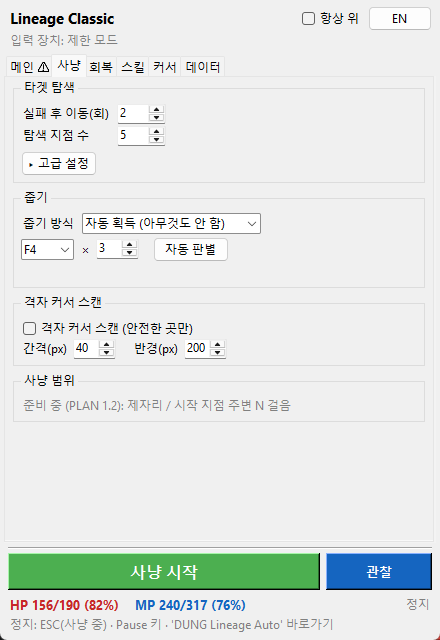 Lineage Classic
항상 위
EN
입력 장치: 제한 모드
메인 ⚠ 사냥 회복 스킬 커서 데이터
타겟 탐색
실패 후 이동(회) 2
탐색 지점 수 5
▸ 고급 설정
줍기
줍기 방식 자동 획득 (아무것도 안 함)
F4 × 3 자동 판별
격자 커서 스캔
격자 커서 스캔 (안전한 곳만)
간격(px) 40 반경(px) 200
사냥 범위
준비 중 (PLAN 1.2): 제자리 / 시작 지점 주변 N 걸음
사냥 시작
관찰
HP 156/190 (82%) MP 240/317 (76%) 정지
정지: ESC(사냥 중) · Pause 키 · 'DUNG Lineage Auto' 바로가기